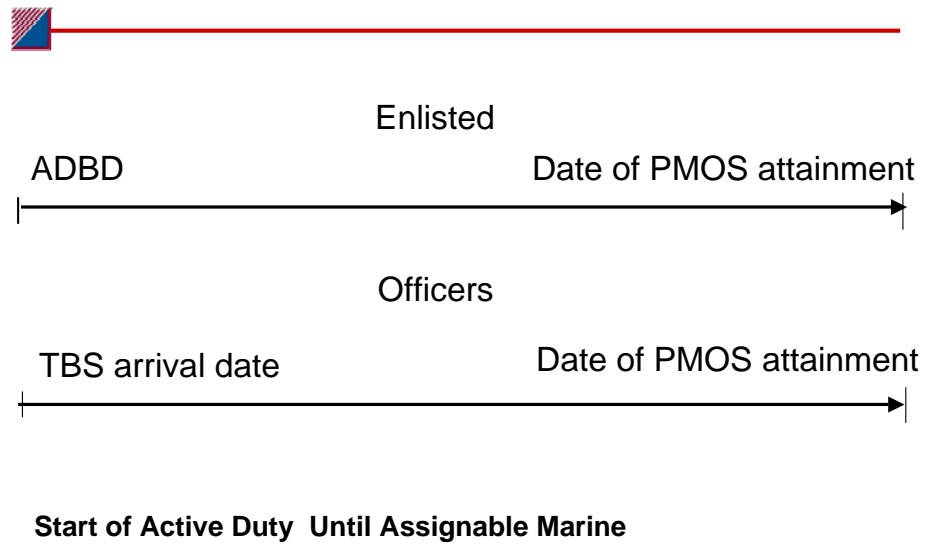 Enlisted
ADBD Date of PMOS attainment
Officers
TBS arrival date Date of PMOS attainment
Start of Active Duty Until Assignable Marine